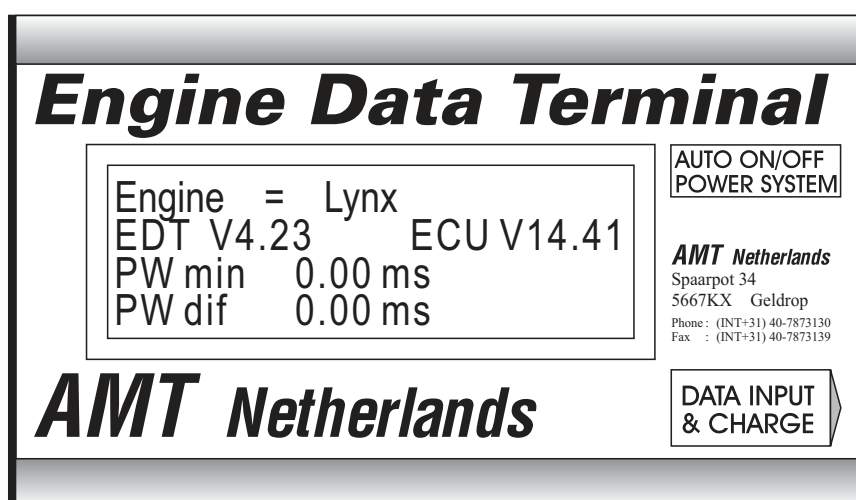 Engine Data Terminal
Engine = Lynx
EDT V4.23 ECU V14.41
PW min 0.00 ms
PW dif 0.00 ms
AUTO ON/OFF
POWER SYSTEM
AMT Netherlands
Spaarpot 34
5667KX Geldrop
Phone : (INT+31) 40-7873130
Fax : (INT+31) 40-7873139
AMT Netherlands
DATA INPUT
& CHARGE